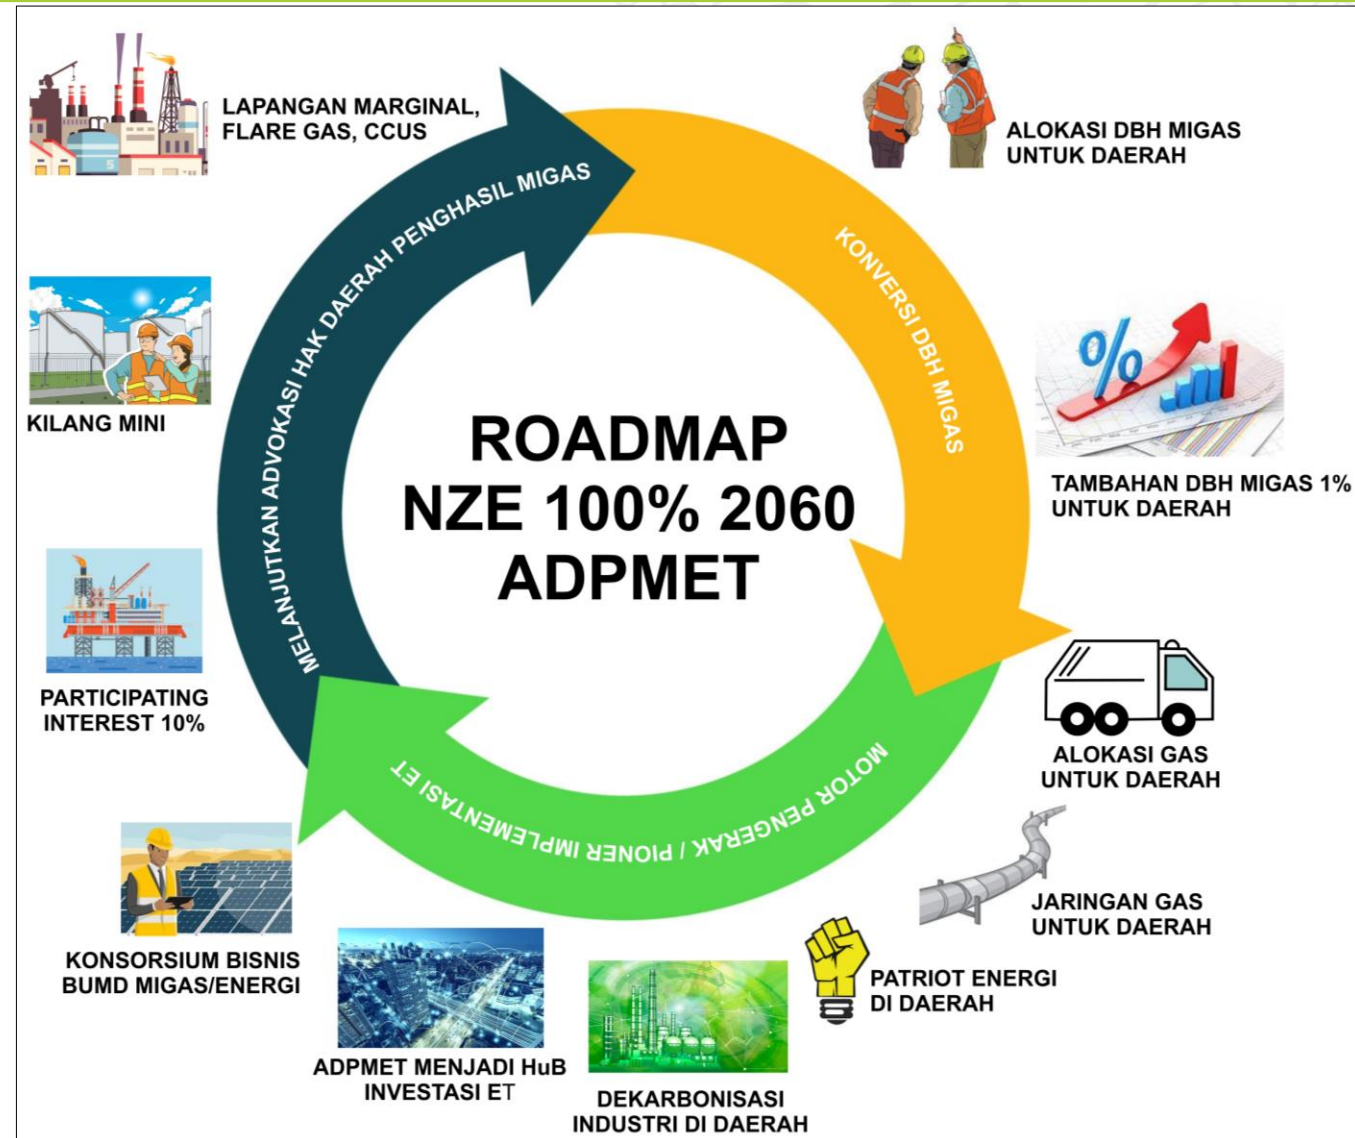 LAPANGAN MARGINAL,
FLARE GAS, CCUS
ALOKASI DBH MIGAS
UNTUK DAERAH
MELANJUTKAN ADVOKASI HAK DAERAH PENGHASIL MIGAS
KONVERSI DBH MIGAS
KILANG MINI
%
TAMBAHAN DBH MIGAS 1%
UNTUK DAERAH
ROADMAP
NZE 100% 2060
ADPMET
PARTICIPATING
INTEREST 10%
ALOKASI GAS
UNTUK DAERAH
MOTOR PENGERAK / PIONER IMPLEMENTASI ET
JARINGAN GAS
UNTUK DAERAH
KONSORSIUM BISNIS
BUMD MIGAS/ENERGI
PATRIOT ENERGI
DI DAERAH
ADPMET MENJADI HuB
INVESTASI ET
DEKARBONISASI
INDUSTRI DI DAERAH
5